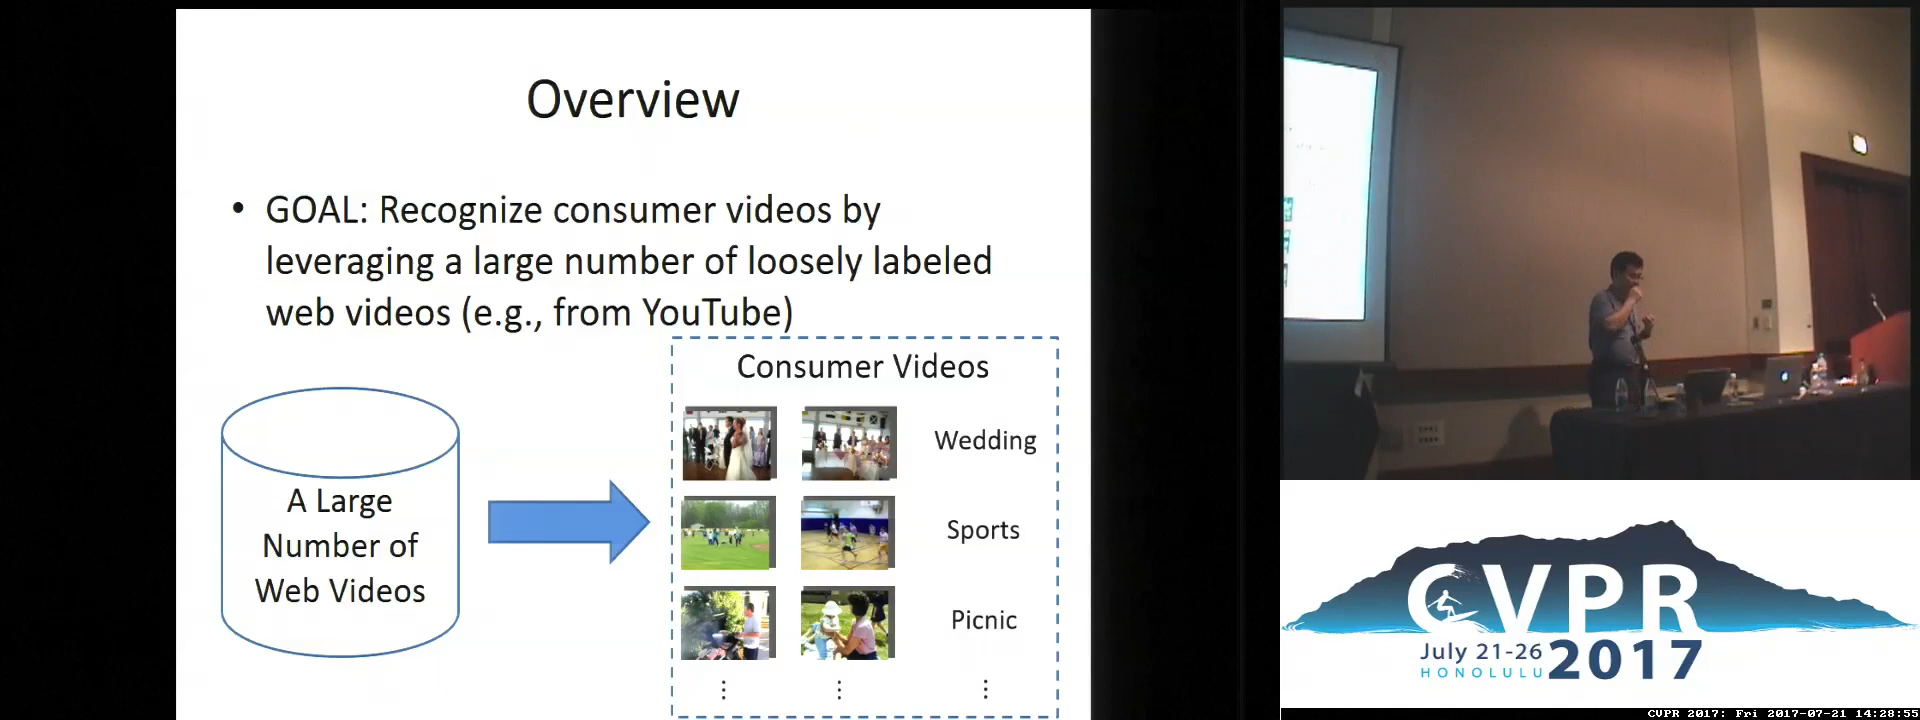 Overview
• GOAL: Recognize consumer videos by
leveraging a large number of loosely labeled
web videos (e.g., from YouTube)
A Large
Number of
Web Videos
Consumer Videos
Wedding
Sports
Picnic
CVPR
July 21-26
HONOLULU
2017
CVPR 2017: Fri 2017-07-21 14:28:55